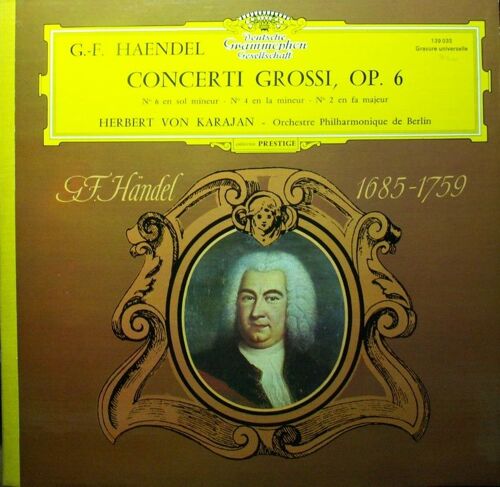 G.-F. HAENDEL
Deutsche
Grammophon
Gesellschaft
139 035
Gravure universelle
CONCERTI GROSSI, OP. 6
N° 6 en sol mineur - N° 4 en la mineur - N° 2 en fa majeur
HERBERT VON KARAJAN - Orchestre Philharmonique de Berlin
collection PRESTIGE
G.F. Händel
1685-1759